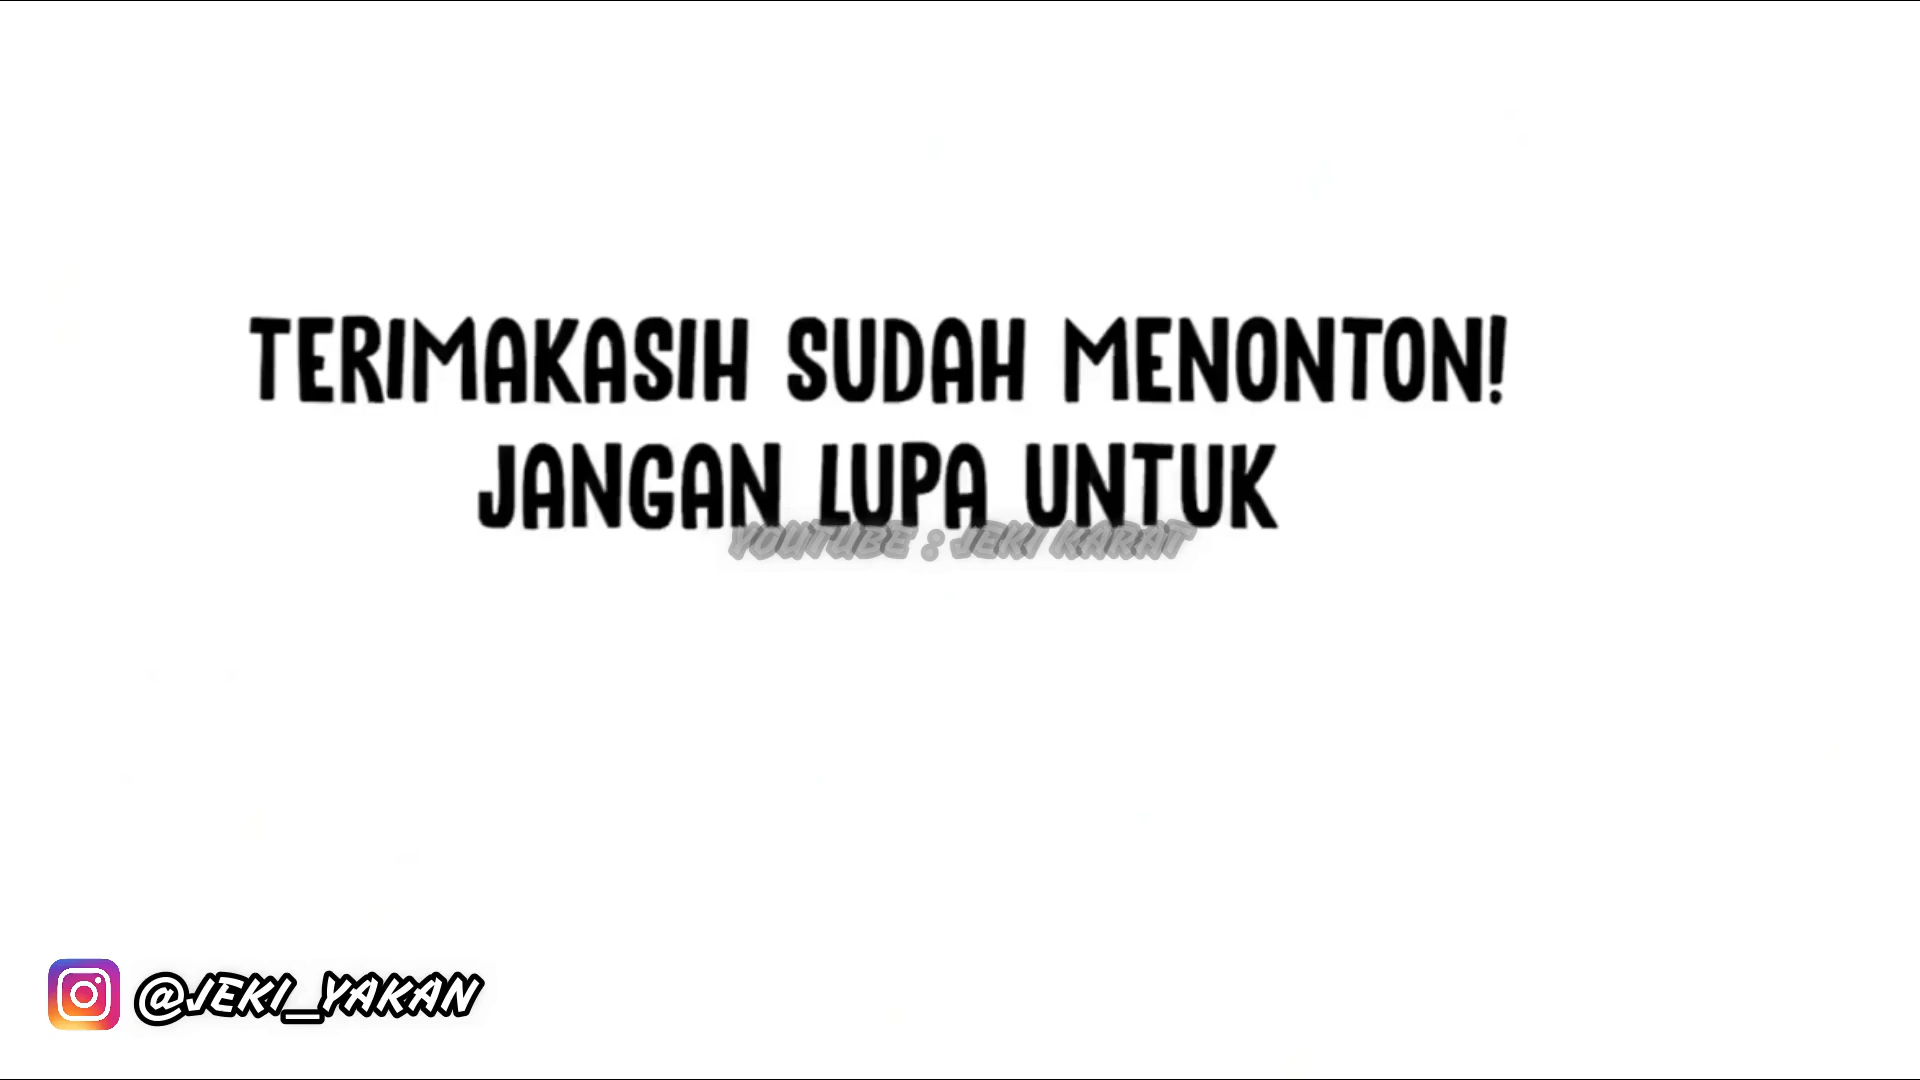 TERIMAKASIH SUDAH MENONTON!
JANGAN LUPA UNTUK
YOUTUBE : JEKI KARAT
@JEKI_YAKAN